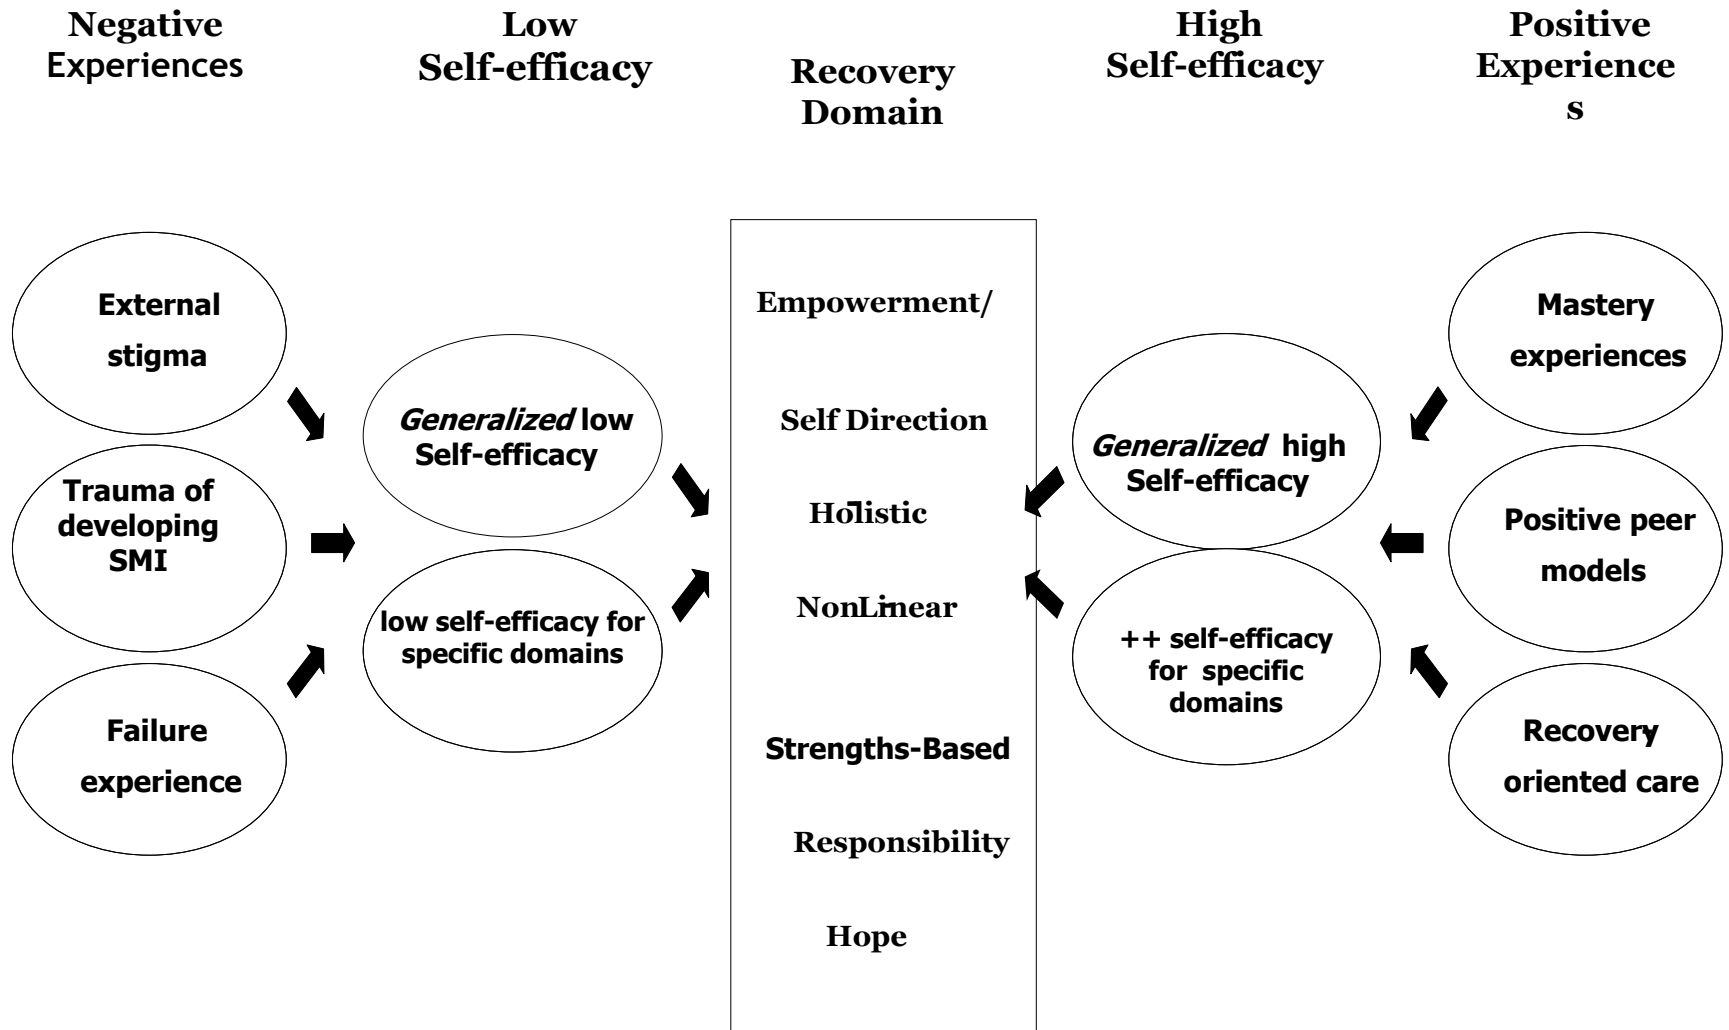 Negative
Experiences
Low
Self-efficacy
Recovery
Domain
High
Self-efficacy
Positive
Experience
s
External
stigma
Trauma of
developing
SMI
Failure
experience
Generalized low
Self-efficacy
low self-efficacy for
specific domains
Empowerment/
Self Direction
Holistic
NonLinear
Strengths-Based
Responsibility
Hope
Generalized high
Self-efficacy
++ self-efficacy
for specific
domains
Mastery
experiences
Positive peer
models
Recovery-
oriented care